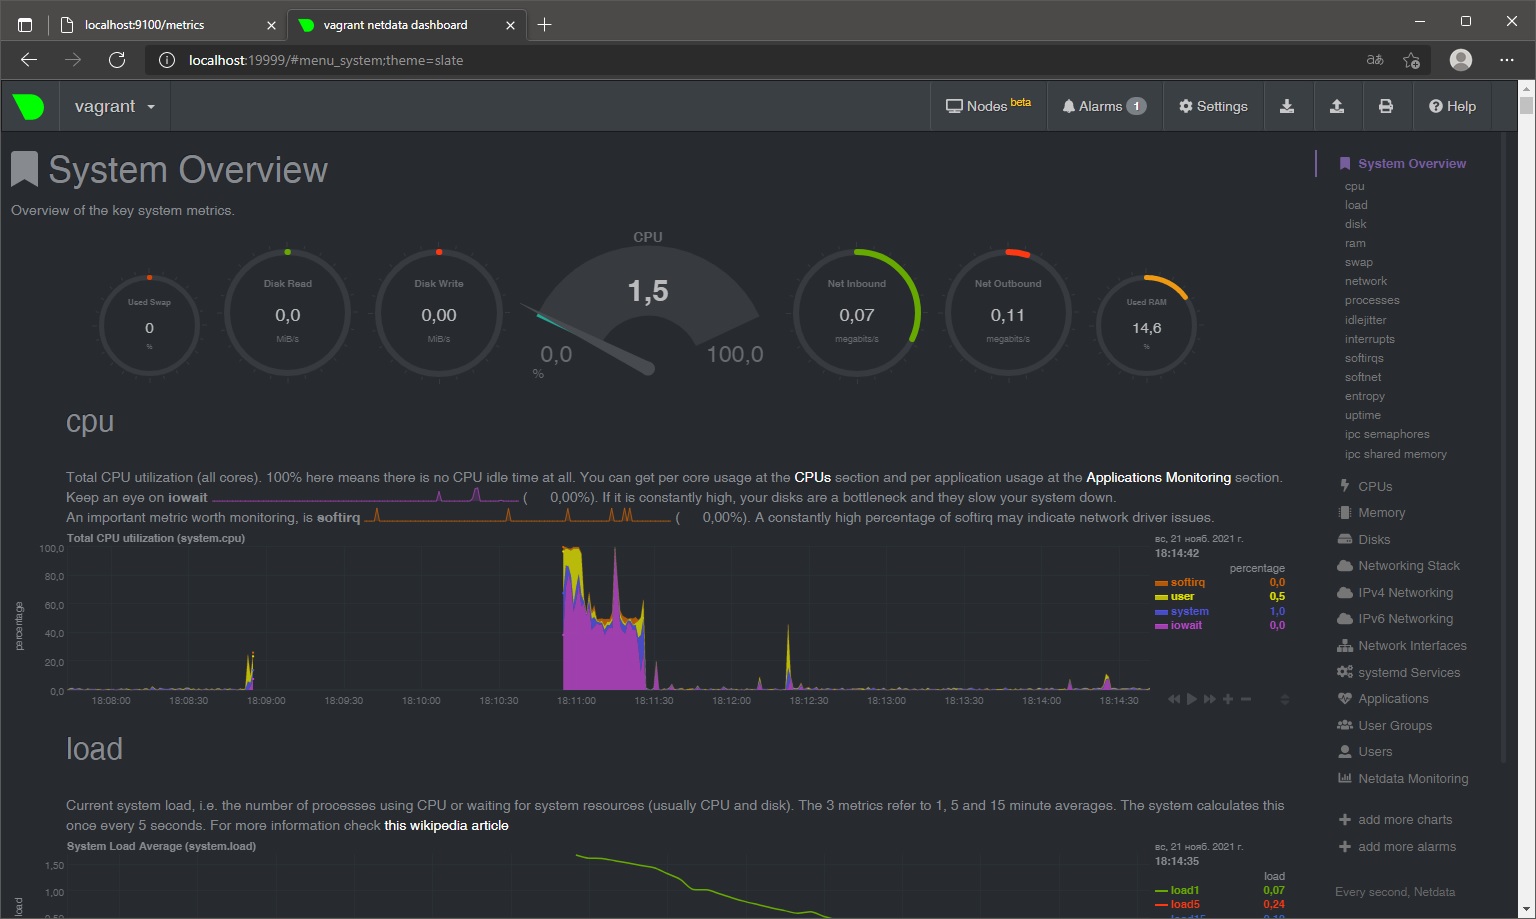 localhost:9100/metrics
vagrant netdata dashboard
localhost:19999/#menu_system;theme=slate
aあ
vagrant
Nodes beta
Alarms 1
Settings
Help
System Overview
Overview of the key system metrics.
Used Swap
0
%
Disk Read
0,0
MiB/s
Disk Write
0,00
MiB/s
CPU
1,5
0,0
100,0
%
Net Inbound
0,07
megabits/s
Net Outbound
0,11
megabits/s
Used RAM
14,6
%
cpu
Total CPU utilization (all cores). 100% here means there is no CPU idle time at all. You can get per core usage at the CPUs section and per application usage at the Applications Monitoring section.
Keep an eye on iowait ( 0,00%). If it is constantly high, your disks are a bottleneck and they slow your system down.
An important metric worth monitoring, is softirq ( 0,00%). A constantly high percentage of softirq may indicate network driver issues.
Total CPU utilization (system.cpu)
percentage
100,0
80,0
60,0
40,0
20,0
0,0
18:08:00
18:08:30
18:09:00
18:09:30
18:10:00
18:10:30
18:11:00
18:11:30
18:12:00
18:12:30
18:13:00
18:13:30
18:14:00
18:14:30
вс, 21 нояб. 2021 г.
18:14:42
percentage
softirq 0,0
user 0,5
system 1,0
iowait 0,0
load
Current system load, i.e. the number of processes using CPU or waiting for system resources (usually CPU and disk). The 3 metrics refer to 1, 5 and 15 minute averages. The system calculates this
once every 5 seconds. For more information check this wikipedia article
System Load Average (system.load)
load
1,50
1,00
0,50
вс, 21 нояб. 2021 г.
18:14:35
load
load1 0,07
load5 0,24
System Overview
cpu
load
disk
ram
swap
network
processes
idlejitter
interrupts
softirqs
softnet
entropy
uptime
ipc semaphores
ipc shared memory
CPUs
Memory
Disks
Networking Stack
IPv4 Networking
IPv6 Networking
Network Interfaces
systemd Services
Applications
User Groups
Users
Netdata Monitoring
add more charts
add more alarms
Every second, Netdata